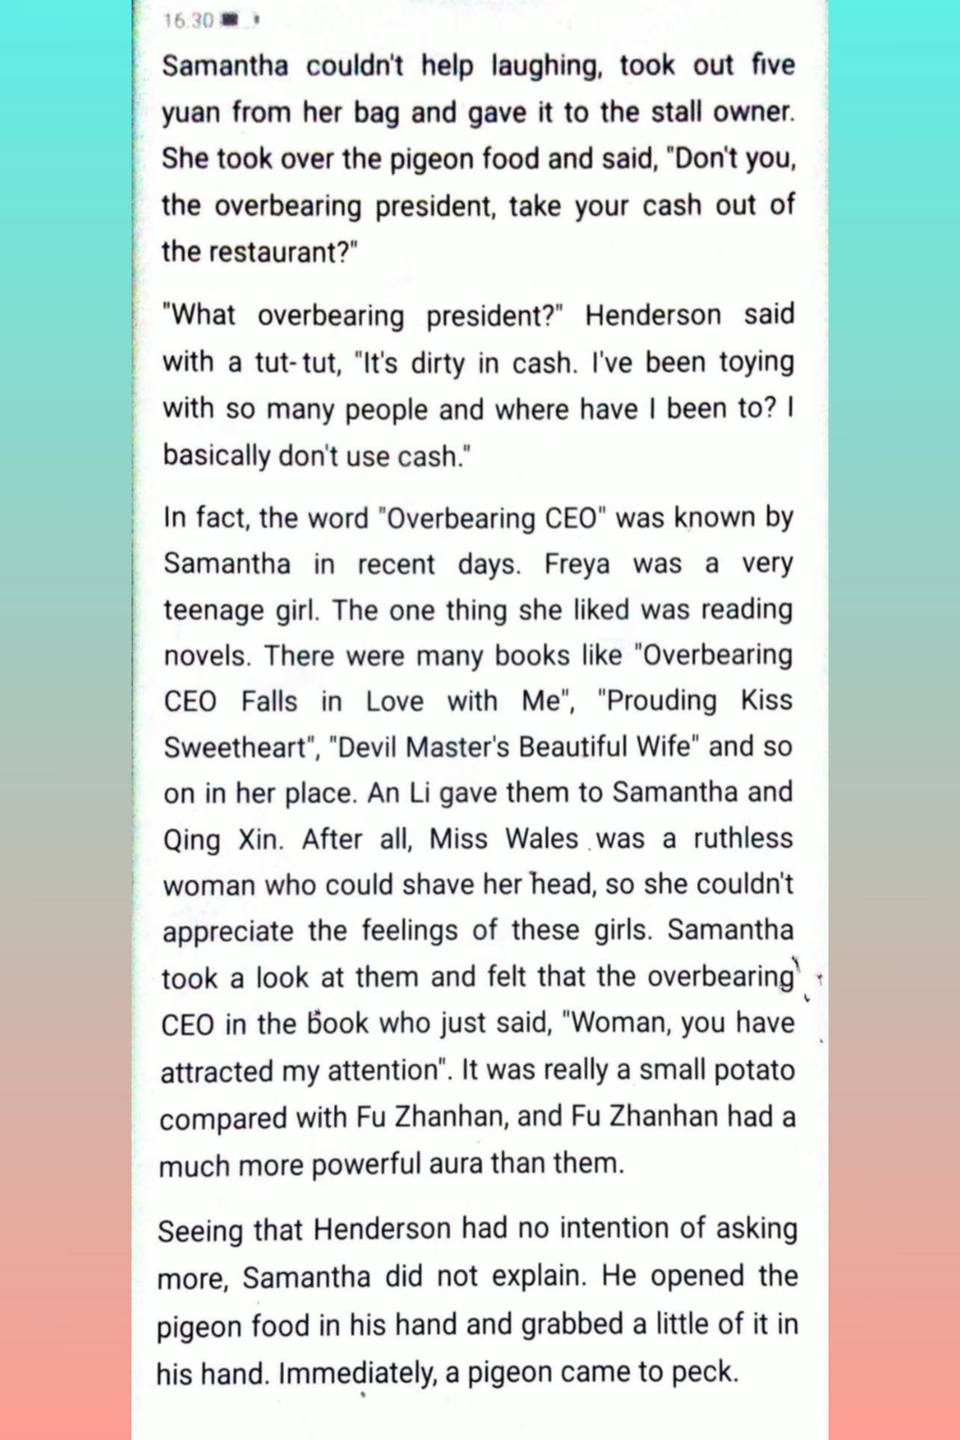 16.30
Samantha couldn't help laughing, took out five
yuan from her bag and gave it to the stall owner.
She took over the pigeon food and said, "Don't you,
the overbearing president, take your cash out of
the restaurant?"
"What overbearing president?" Henderson said
with a tut-tut, "It's dirty in cash. I've been toying
with so many people and where have I been to? I
basically don't use cash."
In fact, the word "Overbearing CEO" was known by
Samantha in recent days. Freya was a very
teenage girl. The one thing she liked was reading
novels. There were many books like "Overbearing
CEO Falls in Love with Me", "Prouding Kiss
Sweetheart", "Devil Master's Beautiful Wife" and so
on in her place. An Li gave them to Samantha and
Qing Xin. After all, Miss Wales was a ruthless
woman who could shave her head, so she couldn't
appreciate the feelings of these girls. Samantha
took a look at them and felt that the overbearing
CEO in the book who just said, "Woman, you have
attracted my attention". It was really a small potato
compared with Fu Zhanhan, and Fu Zhanhan had a
much more powerful aura than them.
Seeing that Henderson had no intention of asking
more, Samantha did not explain. He opened the
pigeon food in his hand and grabbed a little of it in
his hand. Immediately, a pigeon came to peck.